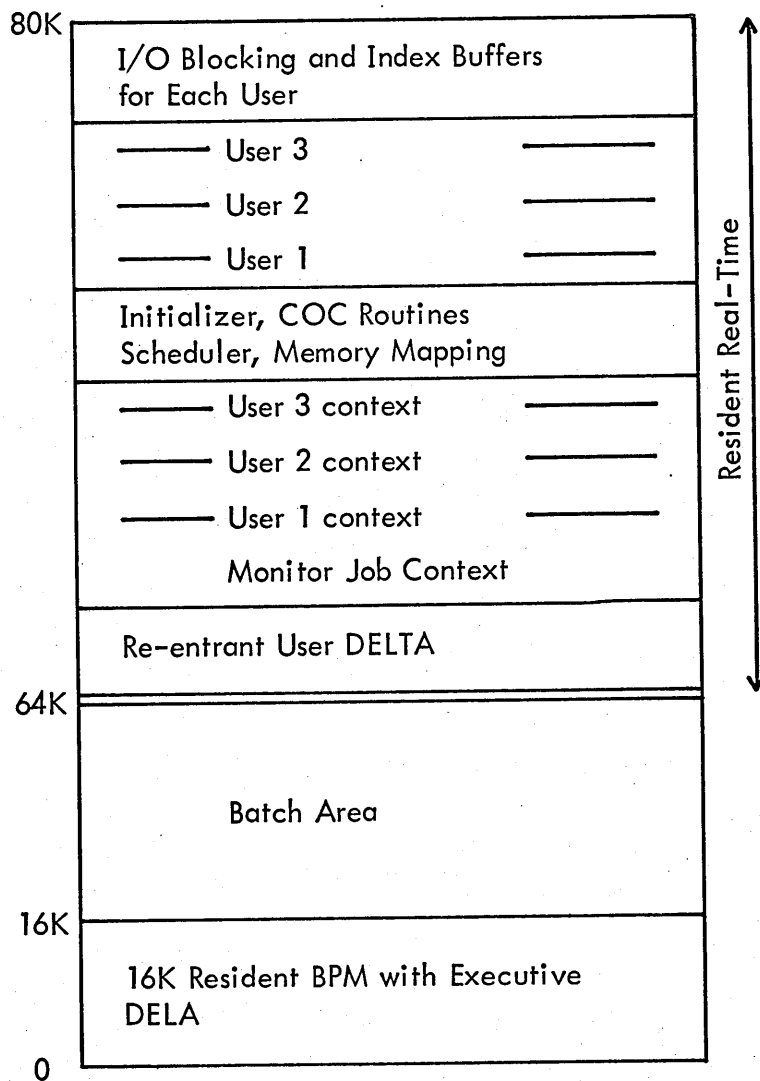 80K
I/O Blocking and Index Buffers
for Each User
User 3
User 2
User 1
Initializer, COC Routines
Scheduler, Memory Mapping
User 3 context
User 2 context
User 1 context
Monitor Job Context
Re-entrant User DELTA
64K
Batch Area
16K
16K Resident BPM with Executive
DELA
0
Resident Real-Time